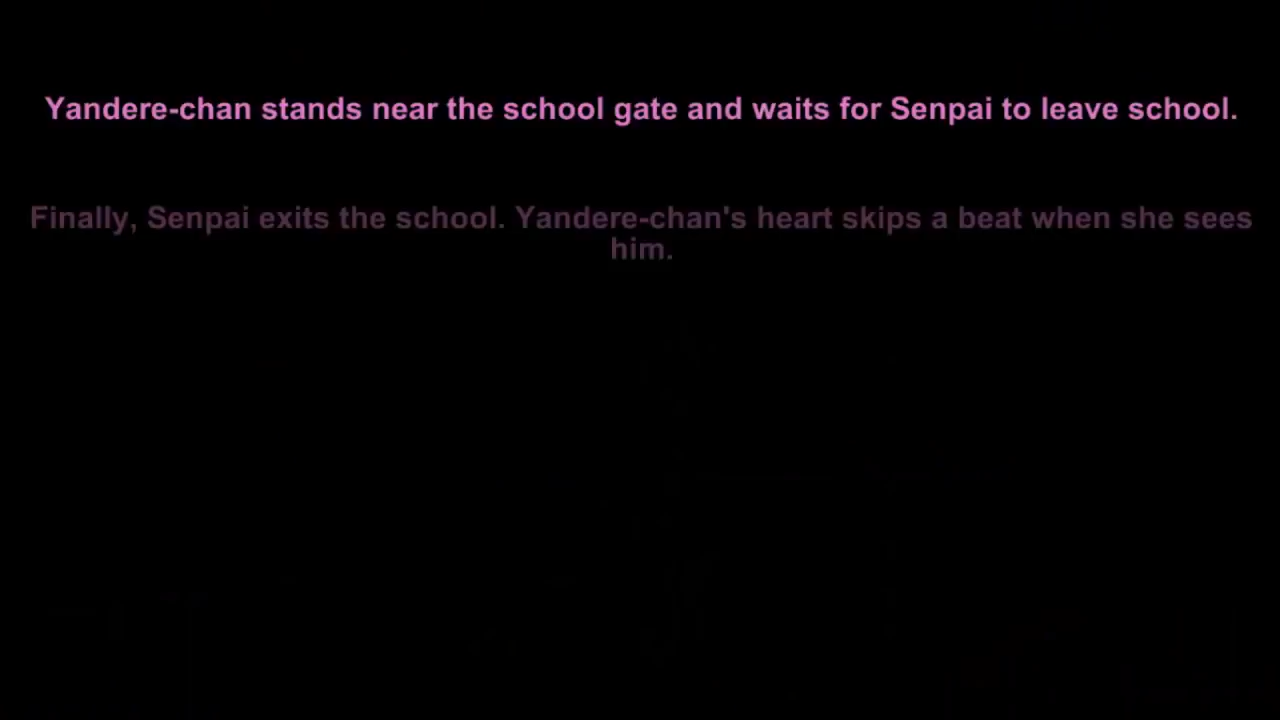 Yandere-chan stands near the school gate and waits for Senpai to leave school.
Finally, Senpai exits the school. Yandere-chan's heart skips a beat when she sees
him.